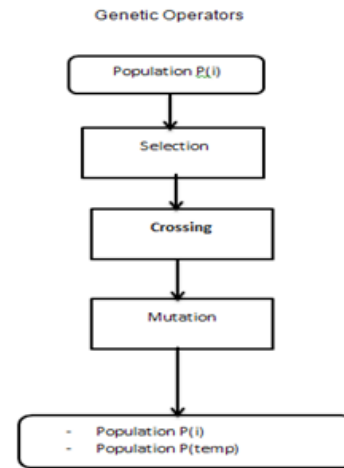 Genetic Operators
Population P(i)
Selection
Crossing
Mutation
- Population P(i)
- Population P(temp)